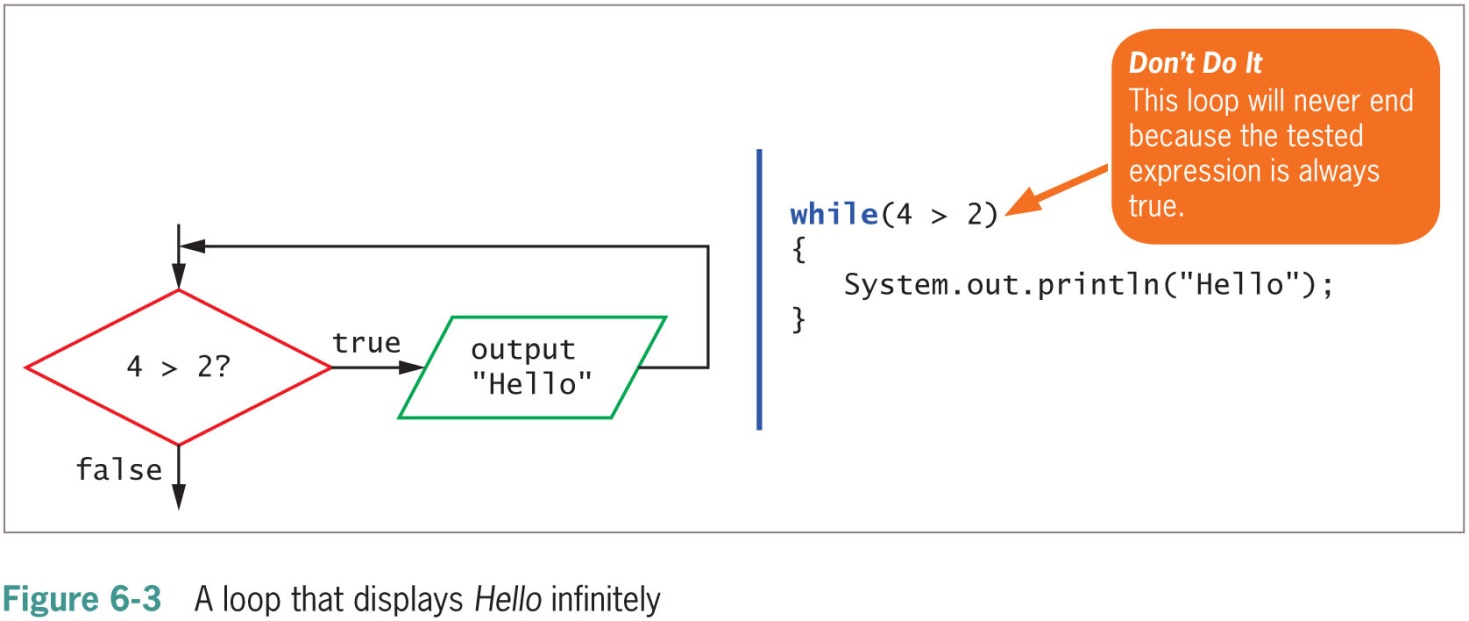 Don't Do It
This loop will never end
because the tested
expression is always
true.
while(4 > 2)
{
System.out.println("Hello");
}
4 > 2?
true
output
"Hello"
false
Figure 6-3 A loop that displays Hello infinitely